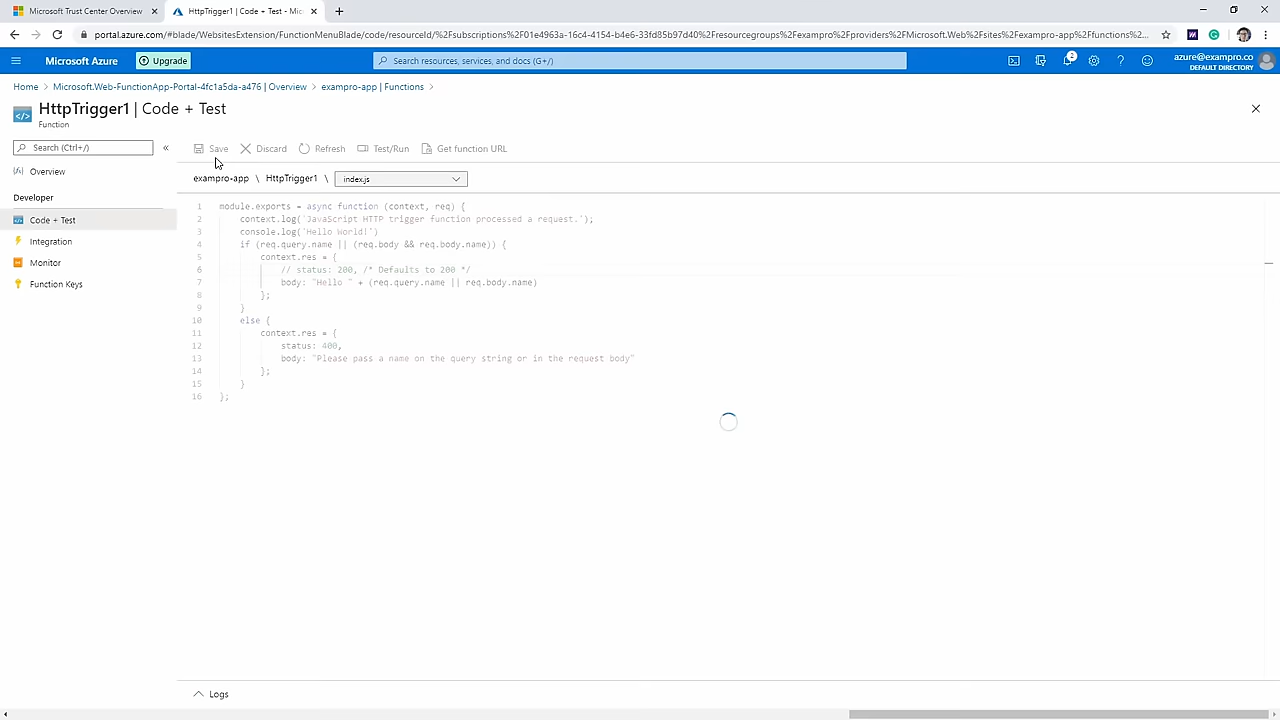 Microsoft Trust Center Overview
HttpTrigger1 | Code + Test - Mic
portal.azure.com/#blade/WebsitesExtension/FunctionMenuBlade/code/resourceId/%2Fsubscriptions%2F01e4963a-16c4-4154-b4e6-33fd85b97d40%2Fresourcegroups%2Fexampro%2Fproviders%2FMicrosoft.Web%2Fsites%2Fexampro-app%2Ffunctions%2...
Microsoft Azure
Upgrade
Search resources, services, and docs (G+/)
2
azure@exampro.co
DEFAULT DIRECTORY
Home > Microsoft.Web-FunctionApp-Portal-4fc1a5da-a476 | Overview > exampro-app | Functions >
HttpTrigger1 | Code + Test
Function
Search (Ctrl+/)
«
Overview
Developer
Code + Test
Integration
Monitor
Function Keys
Save Discard Refresh Test/Run Get function URL
exampro-app \ HttpTrigger1 \ index.js
1 module.exports = async function (context, req) {
2 context.log('JavaScript HTTP trigger function processed a request.');
3 console.log('Hello World!')
4 if (req.query.name || (req.body && req.body.name)) {
5 context.res = {
6 // status: 200, /* Defaults to 200 */
7 body: "Hello " + (req.query.name || req.body.name)
8 };
9 }
10 else {
11 context.res = {
12 status: 400,
13 body: "Please pass a name on the query string or in the request body"
14 };
15 }
16 };
Logs